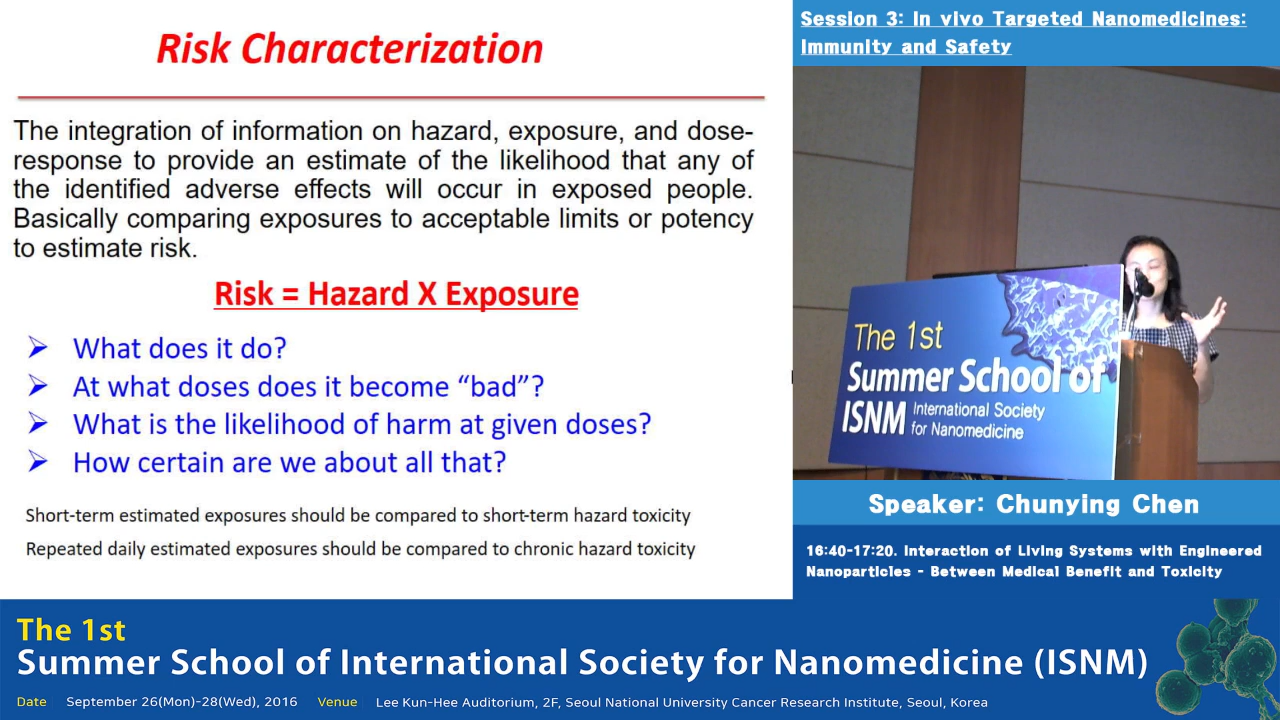 Risk Characterization
The integration of information on hazard, exposure, and dose-
response to provide an estimate of the likelihood that any of
the identified adverse effects will occur in exposed people.
Basically comparing exposures to acceptable limits or potency
to estimate risk.
Risk = Hazard X Exposure
What does it do?
At what doses does it become “bad”?
What is the likelihood of harm at given doses?
How certain are we about all that?
Short-term estimated exposures should be compared to short-term hazard toxicity
Repeated daily estimated exposures should be compared to chronic hazard toxicity
Session 3: In vivo Targeted Nanomedicines:
Immunity and Safety
The 1st
Summer School of
ISNM International Society
for Nanomedicine
Speaker: Chunying Chen
16:40-17:20. Interaction of Living Systems with Engineered
Nanoparticles - Between Medical Benefit and Toxicity
The 1st
Summer School of International Society for Nanomedicine (ISNM)
Date September 26(Mon)-28(Wed), 2016 Venue Lee Kun-Hee Auditorium, 2F, Seoul National University Cancer Research Institute, Seoul, Korea